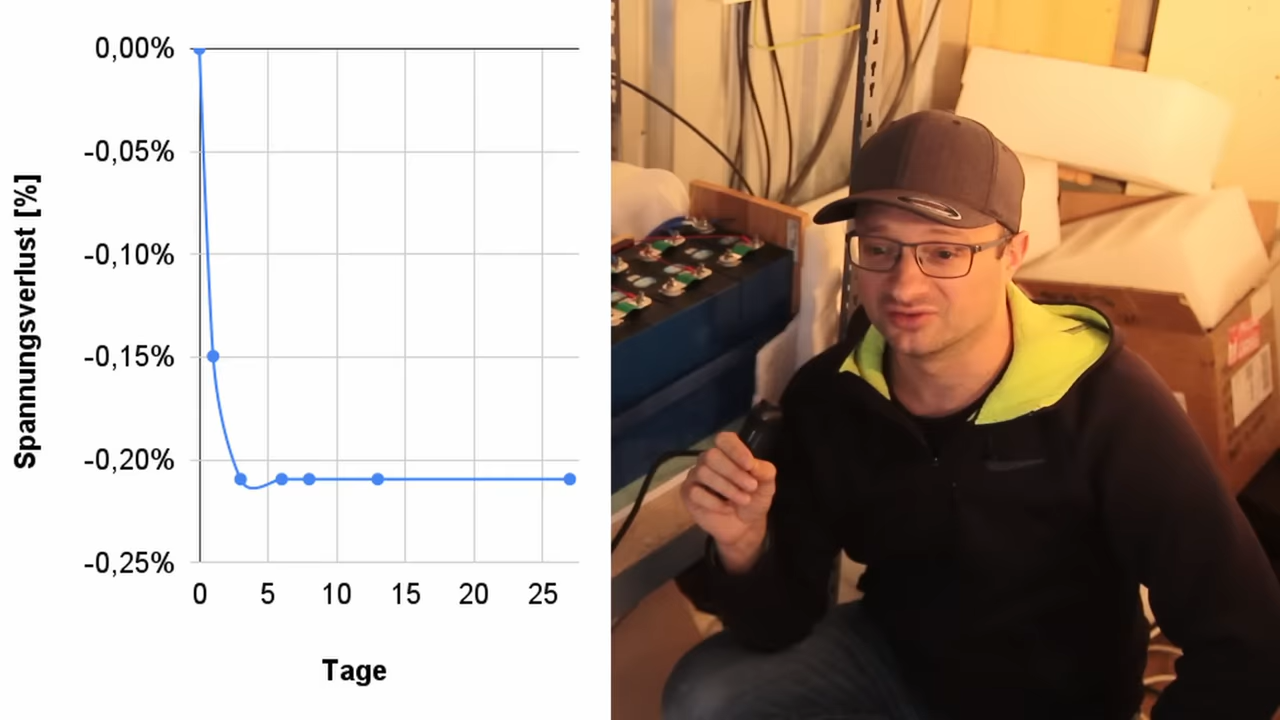 Spannungsverlust [%]
0,00%
-0,05%
-0,10%
-0,15%
-0,20%
-0,25%
0 5 10 15 20 25
Tage